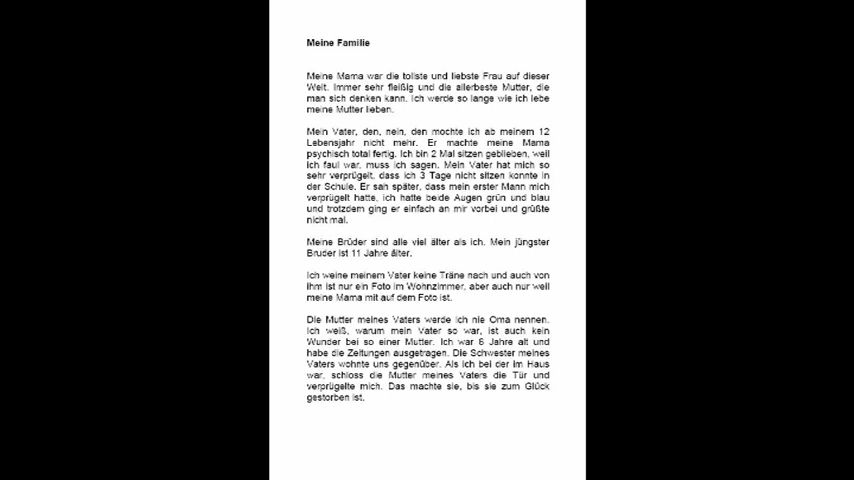 Meine Familie
Meine Mama war die tollste und liebste Frau auf dieser
Welt. Immer sehr fleißig und die allerbeste Mutter, die
man sich denken kann. Ich werde so lange wie ich lebe
meine Mutter lieben.
Mein Vater, den, nein, den mochte ich ab meinem 12
Lebensjahr nicht mehr. Er machte meine Mama
psychisch total fertig. Ich bin 2 Mal sitzen geblieben, weil
ich faul war, muss ich sagen. Mein Vater hat mich so
sehr verprügelt, dass ich 3 Tage nicht sitzen konnte in
der Schule. Er sah später, dass mein erster Mann mich
verprügelt hatte, ich hatte beide Augen grün und blau
und trotzdem ging er einfach an mir vorbei und grüßte
nicht mal.
Meine Brüder sind alle viel älter als ich. Mein jüngster
Bruder ist 11 Jahre älter.
Ich weine meinem Vater keine Träne nach und auch von
ihm ist nur ein Foto im Wohnzimmer, aber auch nur weil
meine Mama mit auf dem Foto ist.
Die Mutter meines Vaters werde ich nie Oma nennen.
Ich weiß, warum mein Vater so war, ist auch kein
Wunder bei so einer Mutter. Ich war 6 Jahre alt und
habe die Zeitungen ausgetragen. Die Schwester meines
Vaters wohnte uns gegenüber. Als ich bei der im Haus
war, schloss die Mutter meines Vaters die Tür und
verprügelte mich. Das machte sie, bis sie zum Glück
gestorben ist.